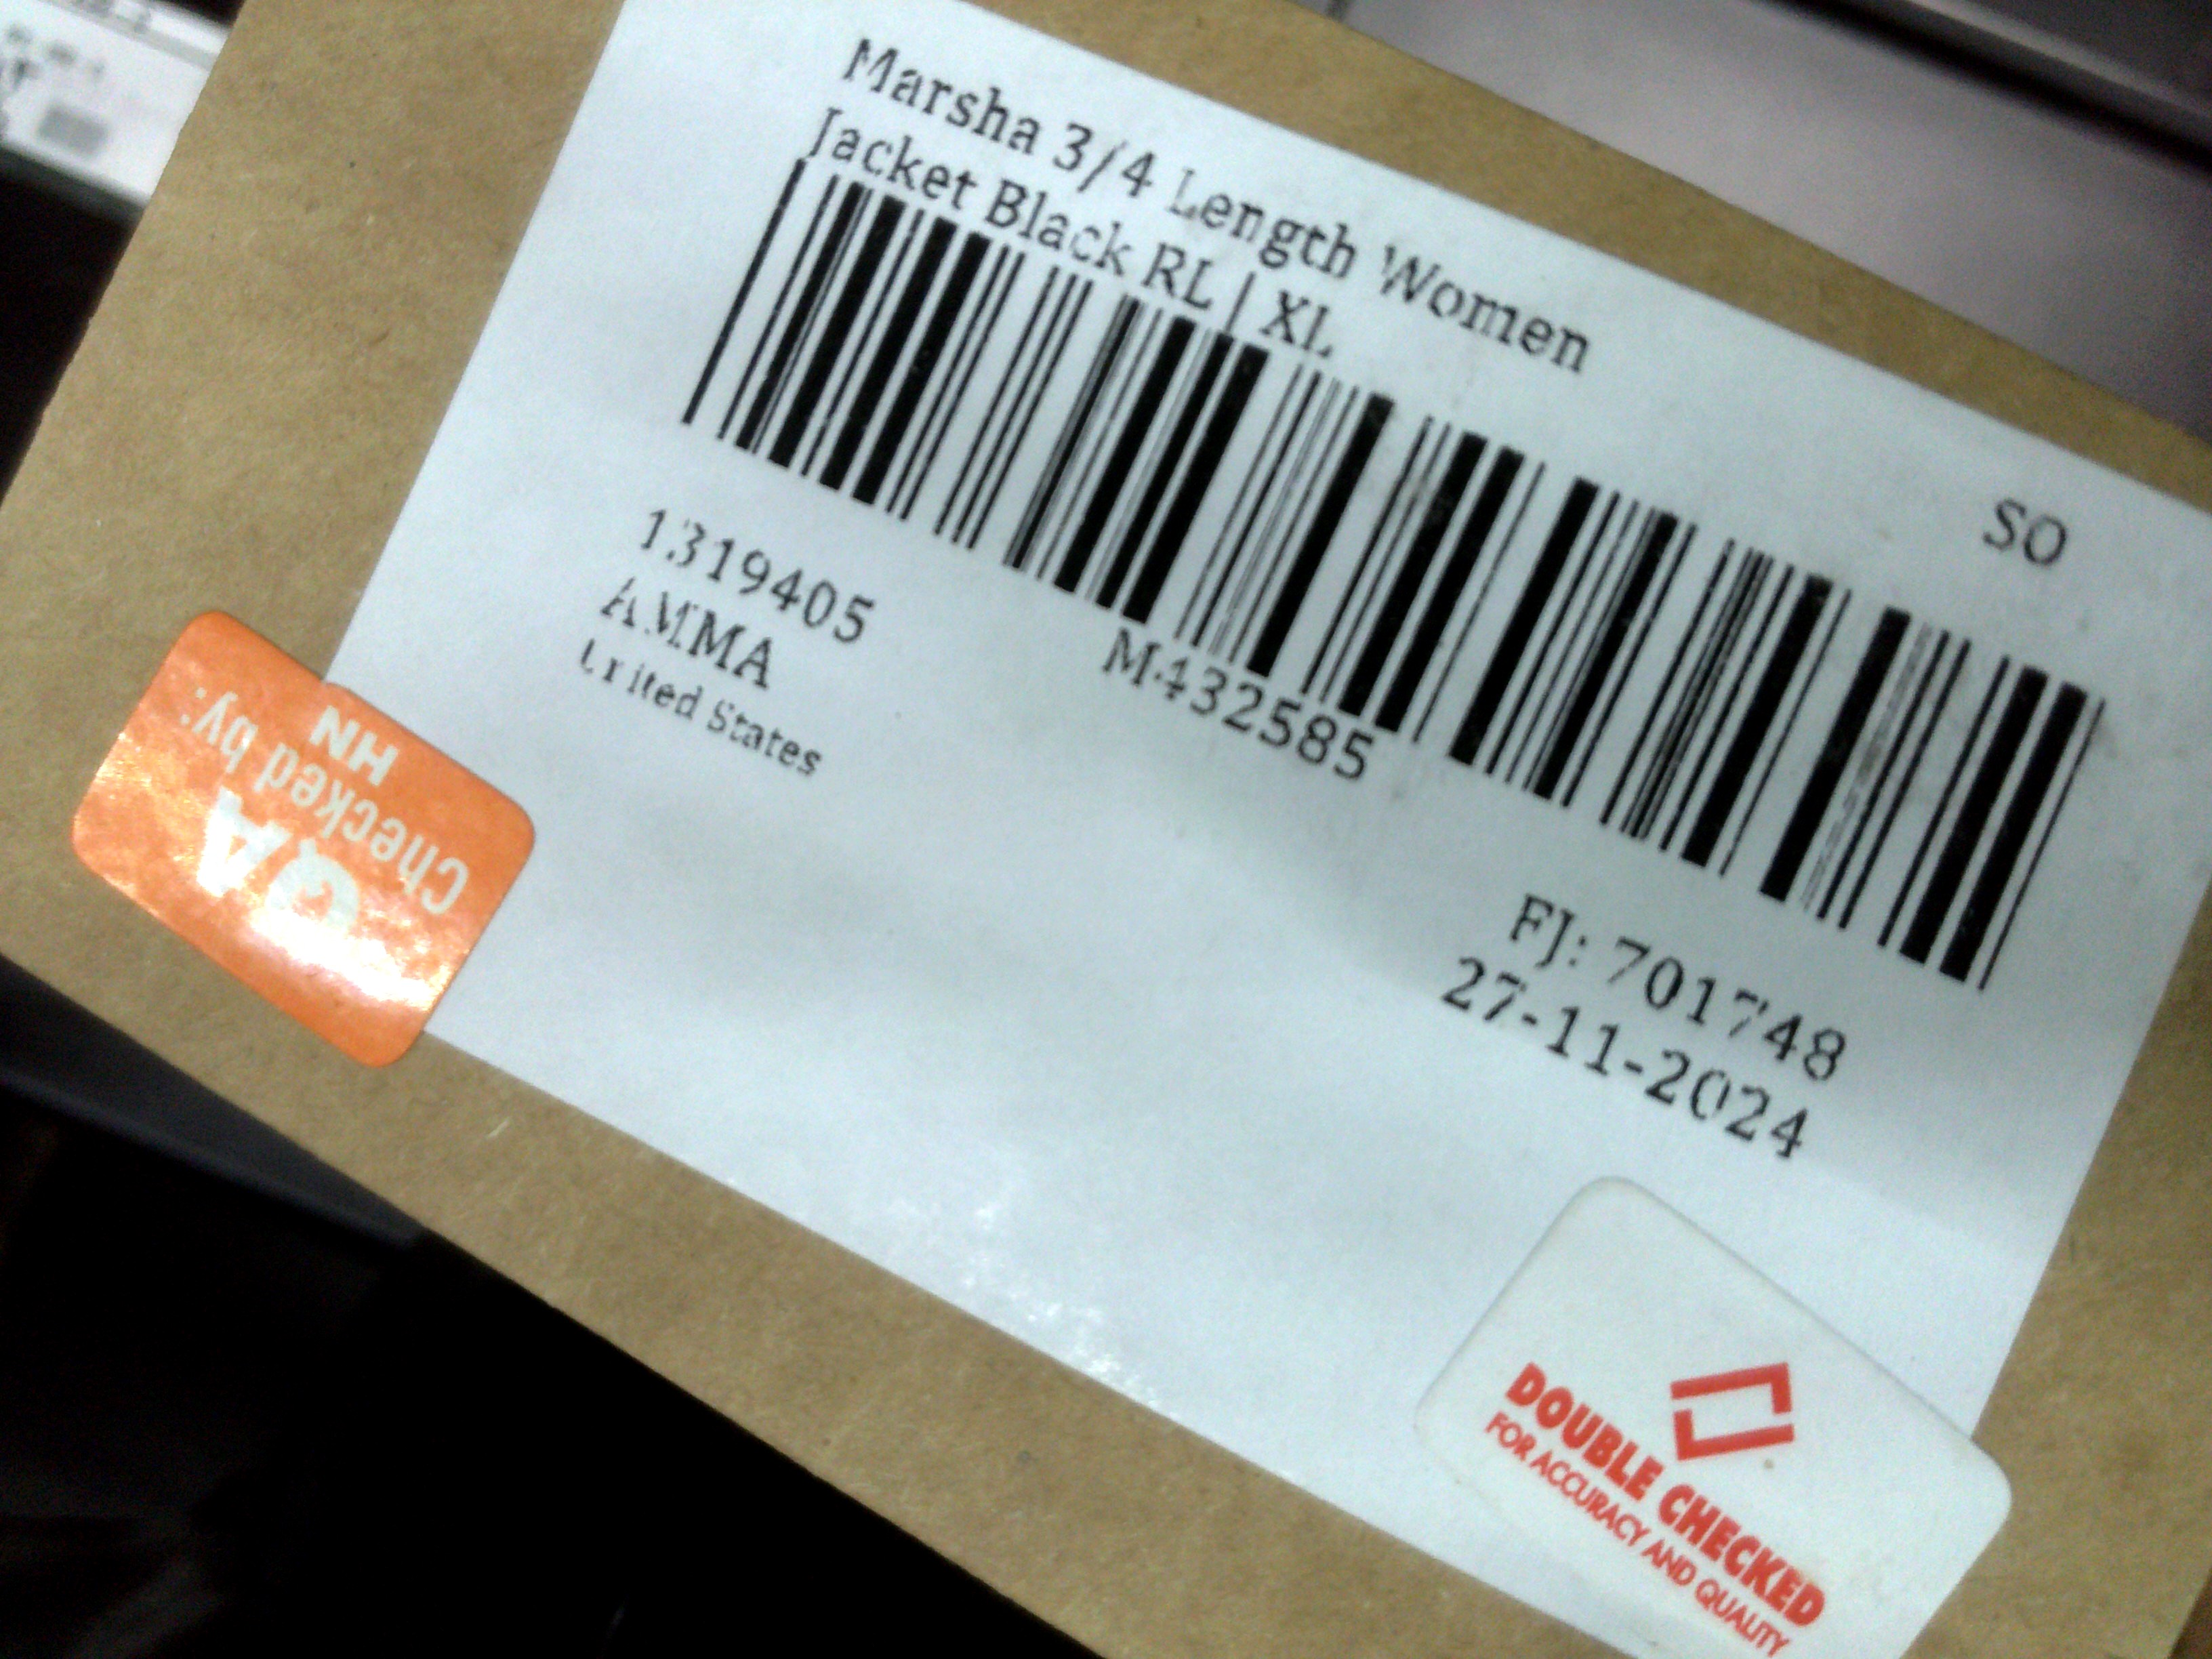 Marsha 3/4 Length Women
Jacket Black RL | XL
SO
1319405
AMMA
United States
M432585
FJ: 701748
27-11-2024
QA
Checked by:
HN
DOUBLE CHECKED
FOR ACCURACY AND QUALITY